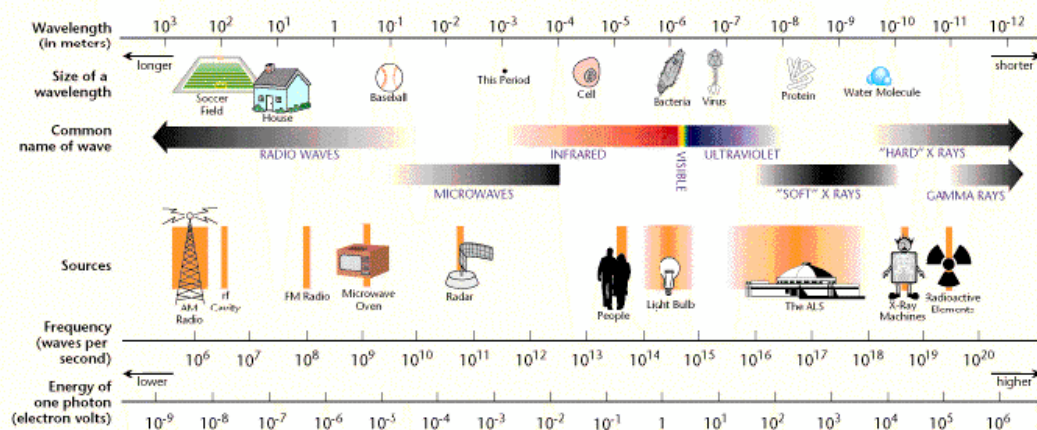 Wavelength
(in meters)
10³ 10² 10¹ 1 10⁻¹ 10⁻² 10⁻³ 10⁻⁴ 10⁻⁵ 10⁻⁶ 10⁻⁷ 10⁻⁸ 10⁻⁹ 10⁻¹⁰ 10⁻¹¹ 10⁻¹²
longer
shorter
Size of a
wavelength
Soccer
Field
House
Baseball
This Period
Cell
Bacteria
Virus
Protein
Water Molecule
Common
name of wave
RADIO WAVES
INFRARED
VISIBLE
ULTRAVIOLET
"HARD" X RAYS
MICROWAVES
"SOFT" X RAYS
GAMMA RAYS
Sources
AM
Radio
rf
Cavity
FM Radio
Microwave
Oven
Radar
People
Light Bulb
The ALS
X-Ray
Machines
Radioactive
Elements
Frequency
(waves per
second)
10⁶ 10⁷ 10⁸ 10⁹ 10¹⁰ 10¹¹ 10¹² 10¹³ 10¹⁴ 10¹⁵ 10¹⁶ 10¹⁷ 10¹⁸ 10¹⁹ 10²⁰
lower
higher
Energy of
one photon
(electron volts)
10⁻⁹ 10⁻⁸ 10⁻⁷ 10⁻⁶ 10⁻⁵ 10⁻⁴ 10⁻³ 10⁻² 10⁻¹ 1 10¹ 10² 10³ 10⁴ 10⁵ 10⁶